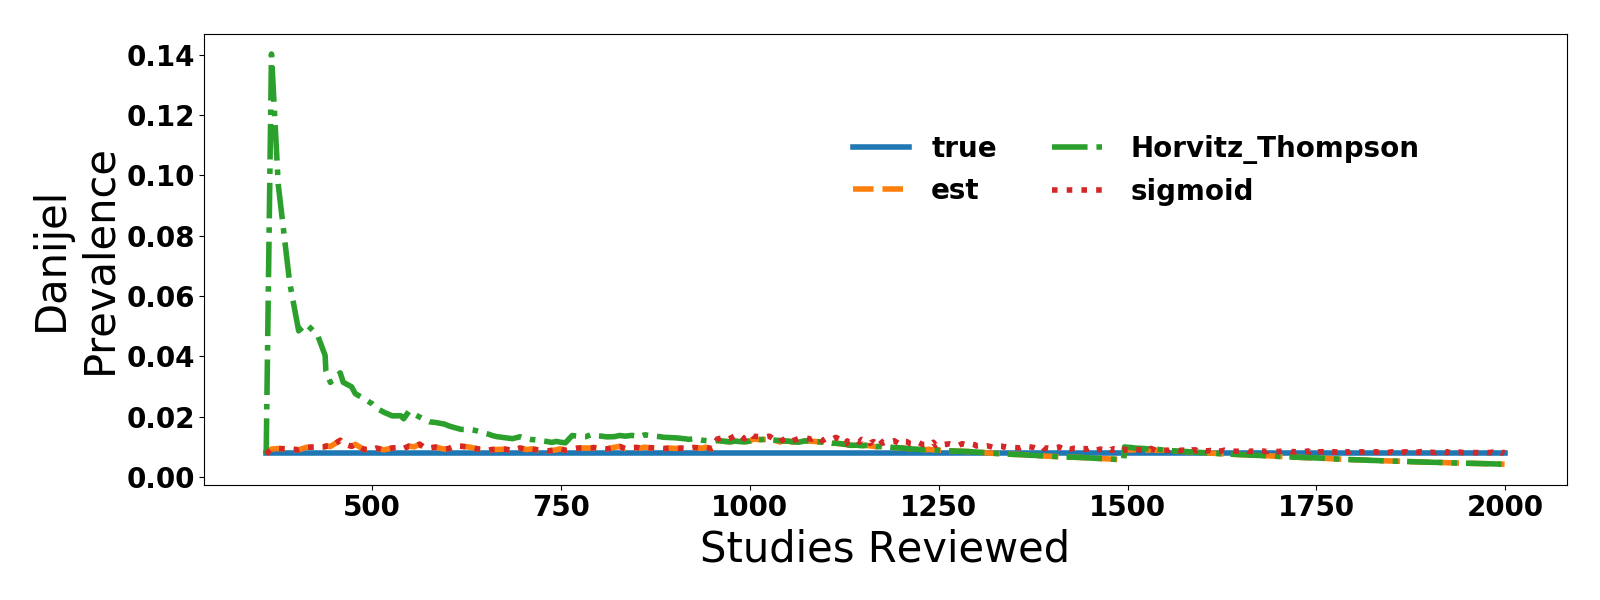 Danijel
Prevalence
0.14
0.12
0.10
0.08
0.06
0.04
0.02
0.00
true
est
Horvitz_Thompson
sigmoid
500 750 1000 1250 1500 1750 2000
Studies Reviewed